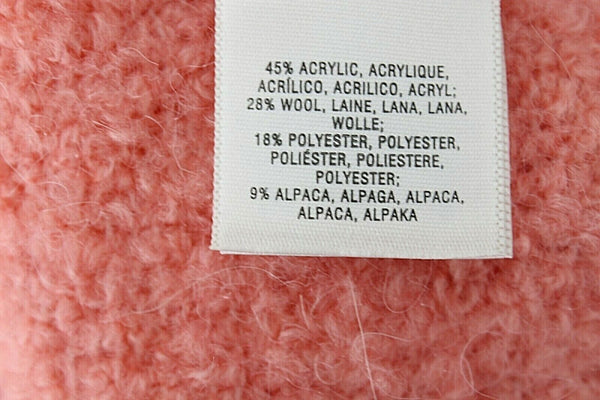 45% ACRYLIC, ACRYLIQUE,
ACRÍLICO, ACRILICO, ACRYL;
28% WOOL, LAINE, LANA, LANA,
WOLLE;
18% POLYESTER, POLYESTER,
POLIÉSTER, POLIESTERE,
POLYESTER;
9% ALPACA, ALPAGA, ALPACA,
ALPACA, ALPAKA